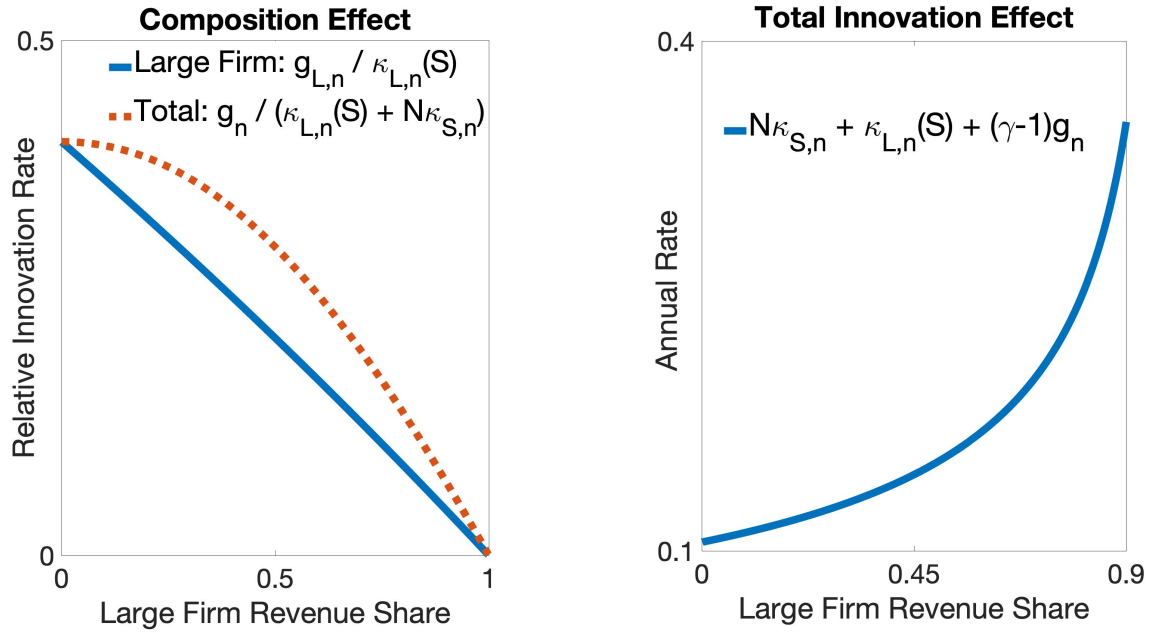 Composition Effect
0.5
Large Firm: g_{L,n} / κ_{L,n}(S)
Total: g_n / (κ_{L,n}(S) + Nκ_{S,n})
Relative Innovation Rate
0
0
0.5
1
Large Firm Revenue Share
Total Innovation Effect
0.4
Nκ_{S,n} + κ_{L,n}(S) + (γ-1)g_n
Annual Rate
0.1
0
0.45
0.9
Large Firm Revenue Share